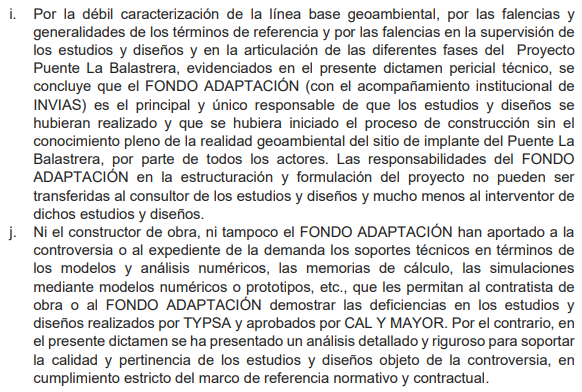 i. Por la débil caracterización de la línea base geoambiental, por las falencias y
generalidades de los términos de referencia y por las falencias en la supervisión de
los estudios y diseños y en la articulación de las diferentes fases del Proyecto
Puente La Balastrera, evidenciados en el presente dictamen pericial técnico, se
concluye que el FONDO ADAPTACIÓN (con el acompañamiento institucional de
INVIAS) es el principal y único responsable de que los estudios y diseños se
hubieran realizado y que se hubiera iniciado el proceso de construcción sin el
conocimiento pleno de la realidad geoambiental del sitio de implante del Puente La
Balastrera, por parte de todos los actores. Las responsabilidades del FONDO
ADAPTACIÓN en la estructuración y formulación del proyecto no pueden ser
transferidas al consultor de los estudios y diseños y mucho menos al interventor de
dichos estudios y diseños.
j. Ni el constructor de obra, ni tampoco el FONDO ADAPTACIÓN han aportado a la
controversia o al expediente de la demanda los soportes técnicos en términos de
los modelos y análisis numéricos, las memorias de cálculo, las simulaciones
mediante modelos numéricos o prototipos, etc., que les permitan al contratista de
obra o al FONDO ADAPTACIÓN demostrar las deficiencias en los estudios y
diseños realizados por TYPSA y aprobados por CAL Y MAYOR. Por el contrario, en
el presente dictamen se ha presentado un análisis detallado y riguroso para soportar
la calidad y pertinencia de los estudios y diseños objeto de la controversia, en
cumplimiento estricto del marco de referencia normativo y contractual.